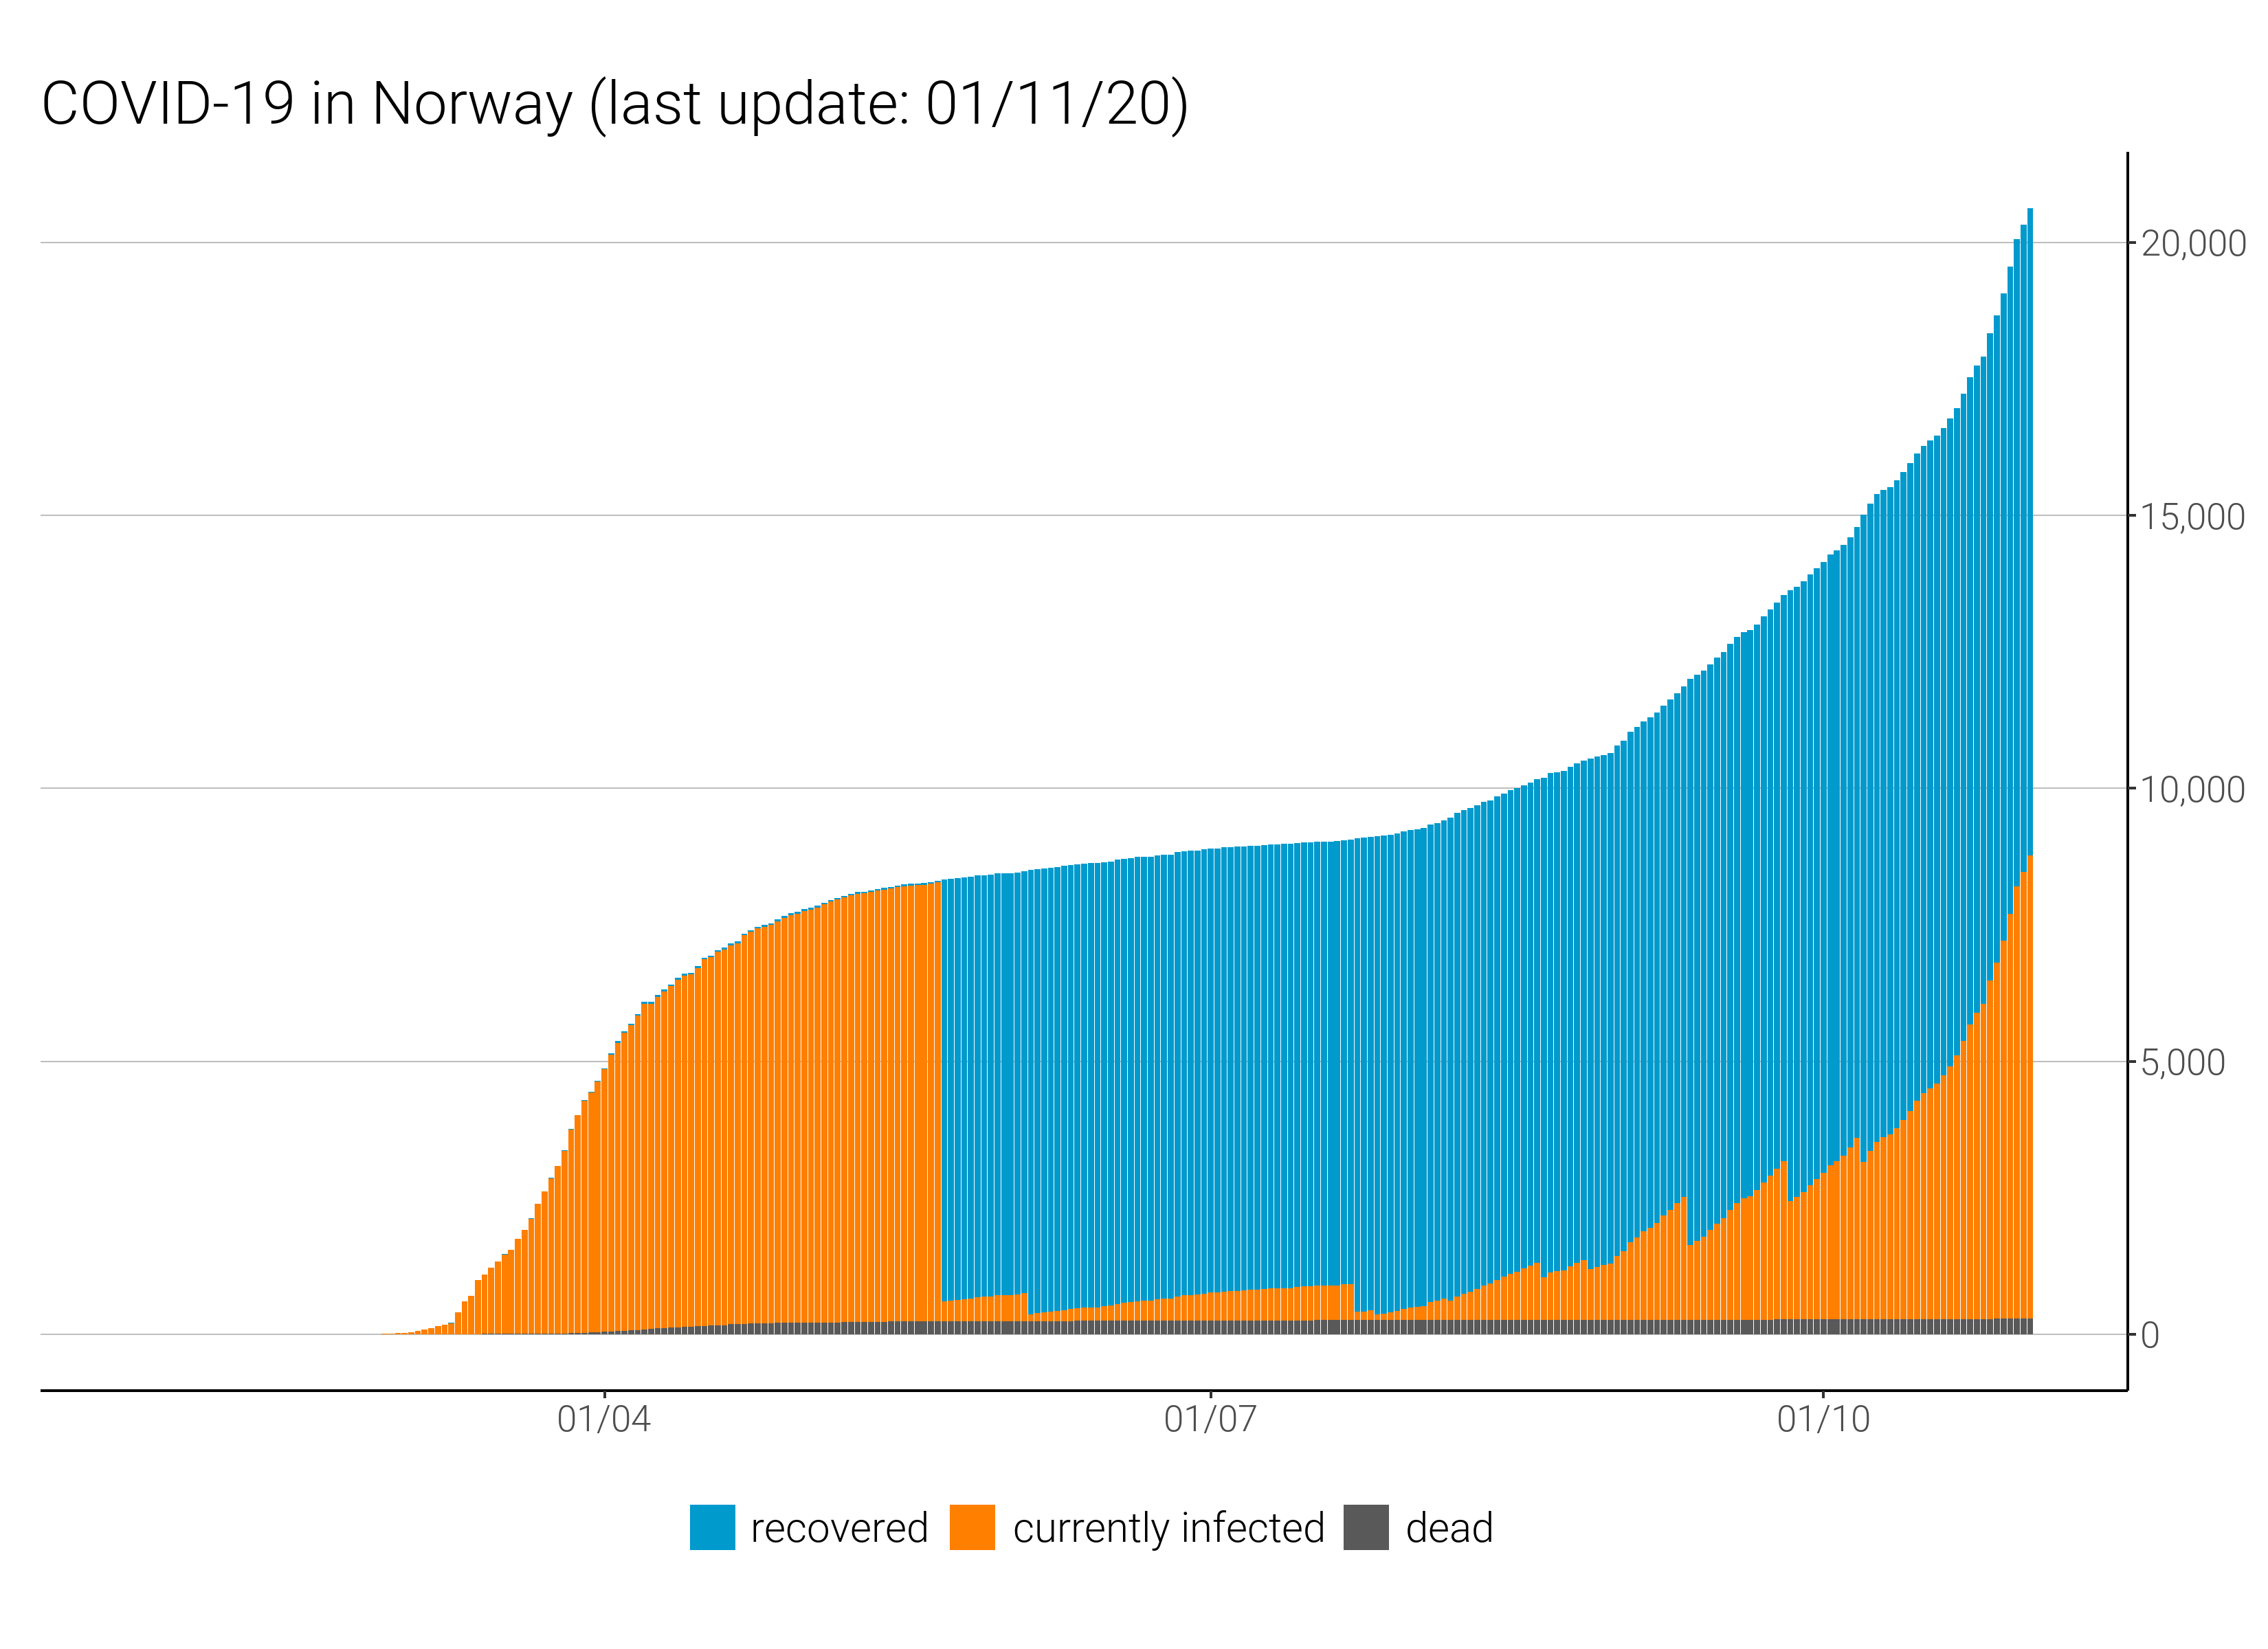 COVID-19 in Norway (last update: 01/11/20)
20,000
15,000
10,000
5,000
0
01/04 01/07 01/10
recovered currently infected dead